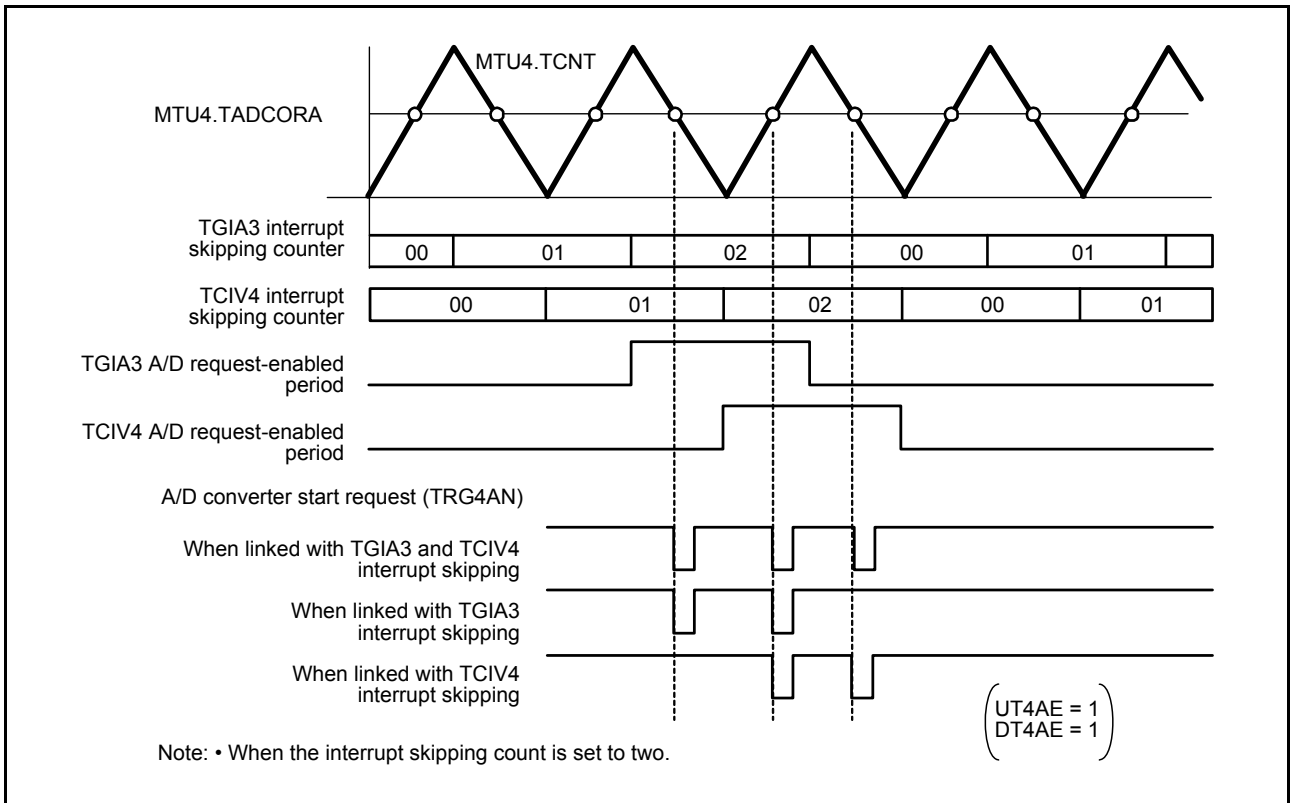 MTU4.TCNT
MTU4.TADCORA
TGIA3 interrupt
skipping counter
00 01 02 00 01
TCIV4 interrupt
skipping counter
00 01 02 00 01
TGIA3 A/D request-enabled
period
TCIV4 A/D request-enabled
period
A/D converter start request (TRG4AN)
When linked with TGIA3 and TCIV4
interrupt skipping
When linked with TGIA3
interrupt skipping
When linked with TCIV4
interrupt skipping
UT4AE = 1
DT4AE = 1
Note: • When the interrupt skipping count is set to two.